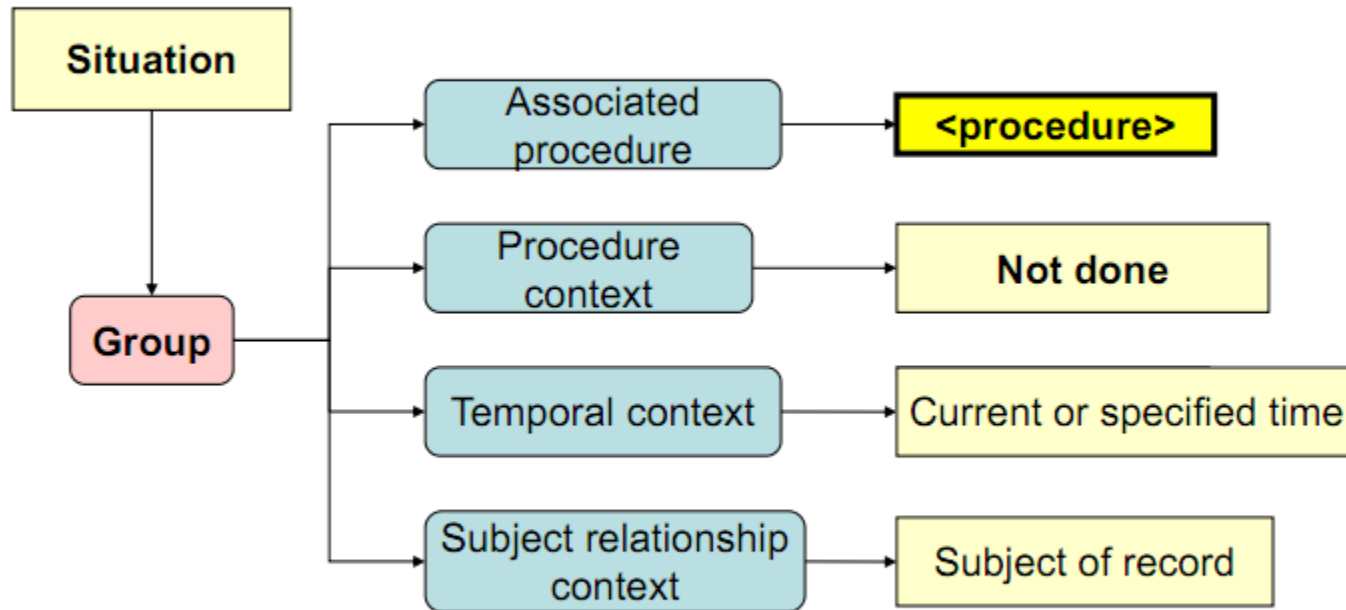 Situation
Associated
procedure
<procedure>
Procedure
context
Not done
Group
Temporal context
Current or specified time
Subject relationship
context
Subject of record